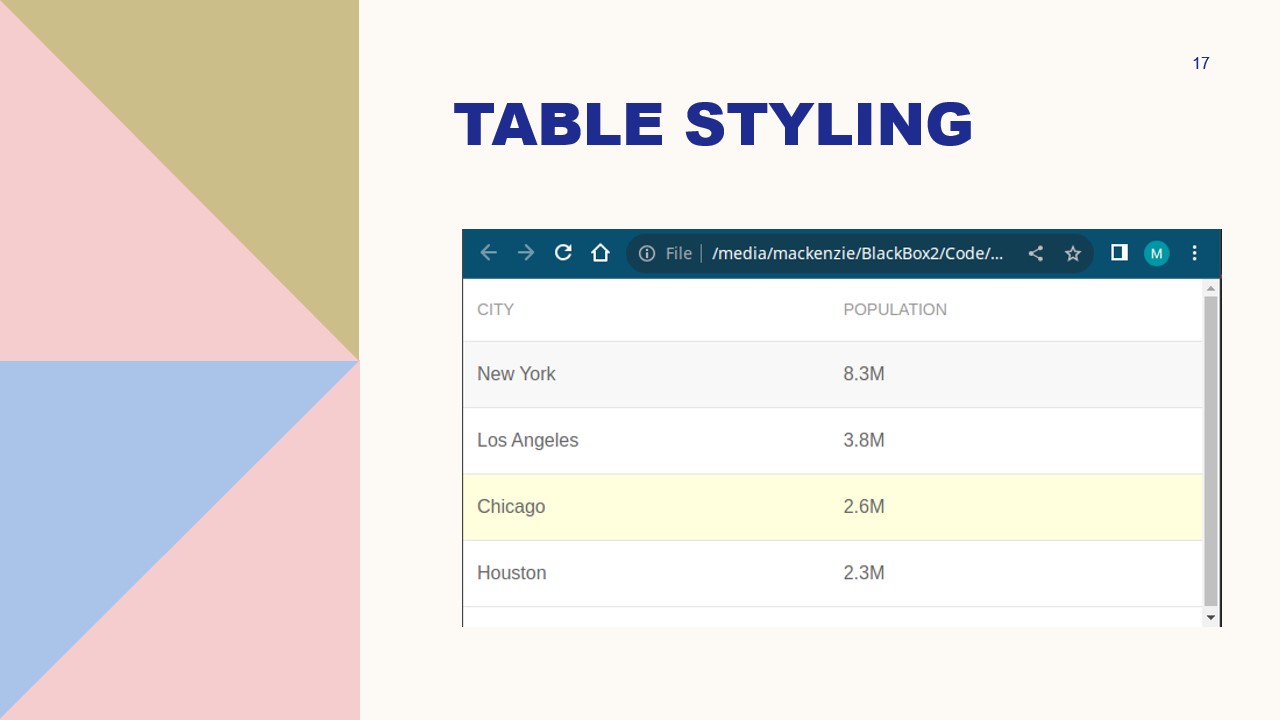 17
TABLE STYLING
File | /media/mackenzie/BlackBox2/Code/... M
CITY POPULATION
New York 8.3M
Los Angeles 3.8M
Chicago 2.6M
Houston 2.3M